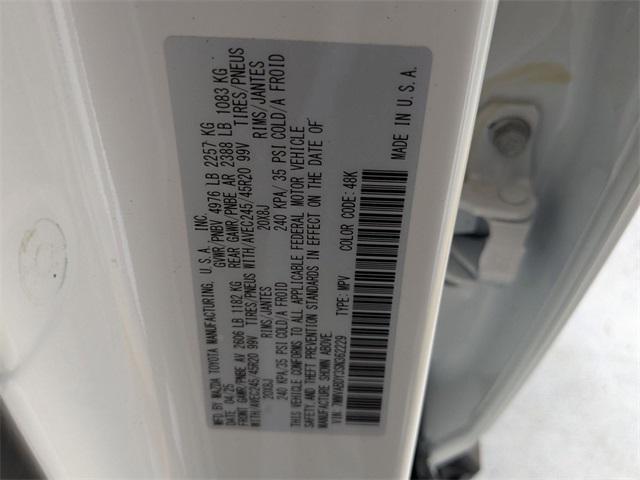 MFD. BY MAZDA TOYOTA MANUFACTURING, U.S.A., INC.
DATE: 04/25 GVWR/PNBV 4976 LB 2257 KG
FRONT GAWR/PNBE AV 2606 LB 1182 KG REAR GAWR/PNBE AR 2388 LB 1083 KG
WITH/AVEC245/45R20 99V TIRES/PNEUS WITH/AVEC245/45R20 99V TIRES/PNEUS
20X8J RIMS/JANTES 20X8J RIMS/JANTES
240 KPA/35 PSI COLD/A FROID 240 KPA/35 PSI COLD/A FROID
THIS VEHICLE CONFORMS TO ALL APPLICABLE FEDERAL MOTOR VEHICLE
SAFETY AND THEFT PREVENTION STANDARDS IN EFFECT ON THE DATE OF
MANUFACTURE SHOWN ABOVE.
VIN: TYPE: MPV COLOR CODE: 48K
MADE IN U.S.A.